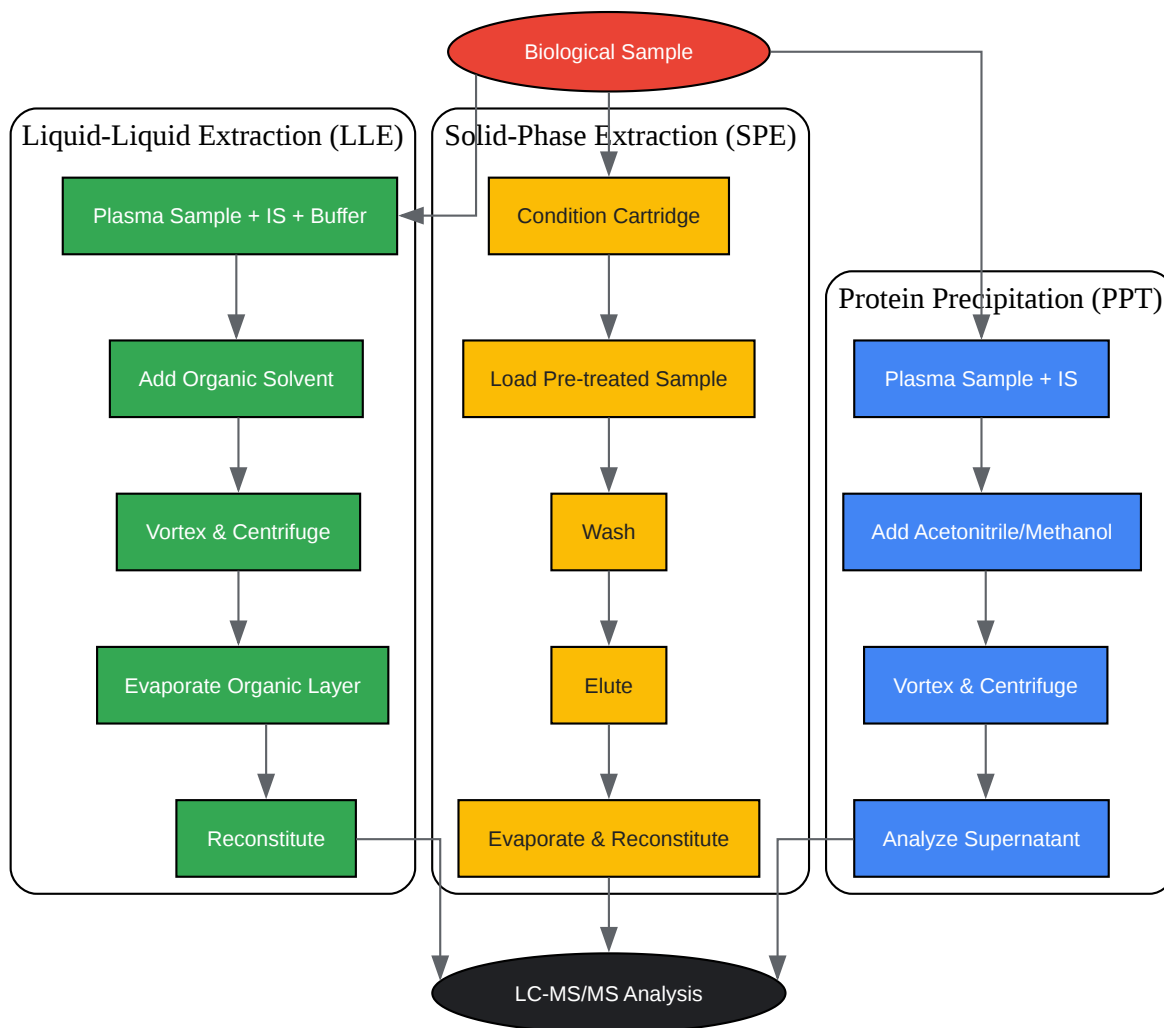 Biological Sample
Liquid-Liquid Extraction (LLE)
Plasma Sample + IS + Buffer
Add Organic Solvent
Vortex & Centrifuge
Evaporate Organic Layer
Reconstitute
Solid-Phase Extraction (SPE)
Condition Cartridge
Load Pre-treated Sample
Wash
Elute
Evaporate & Reconstitute
Protein Precipitation (PPT)
Plasma Sample + IS
Add Acetonitrile/Methanol
Vortex & Centrifuge
Analyze Supernatant
LC-MS/MS Analysis